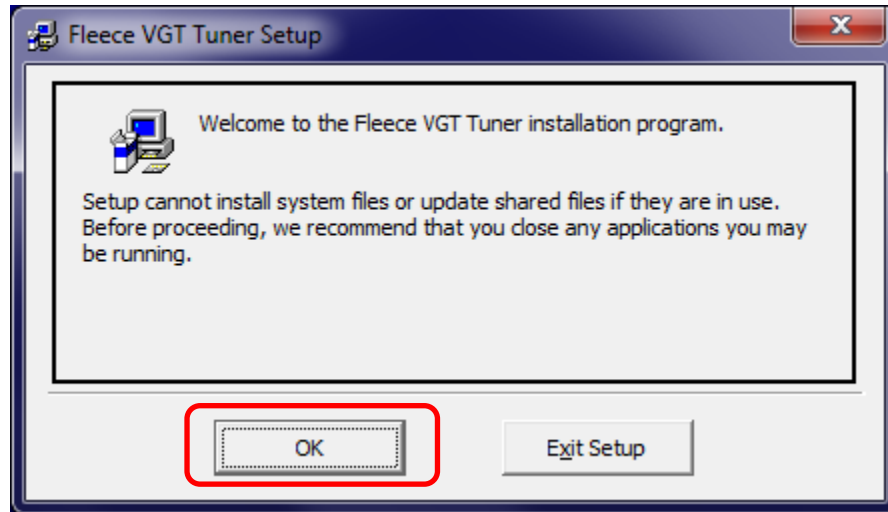 Fleece VGT Tuner Setup
Welcome to the Fleece VGT Tuner installation program.
Setup cannot install system files or update shared files if they are in use.
Before proceeding, we recommend that you close any applications you may
be running.
OK
Exit Setup